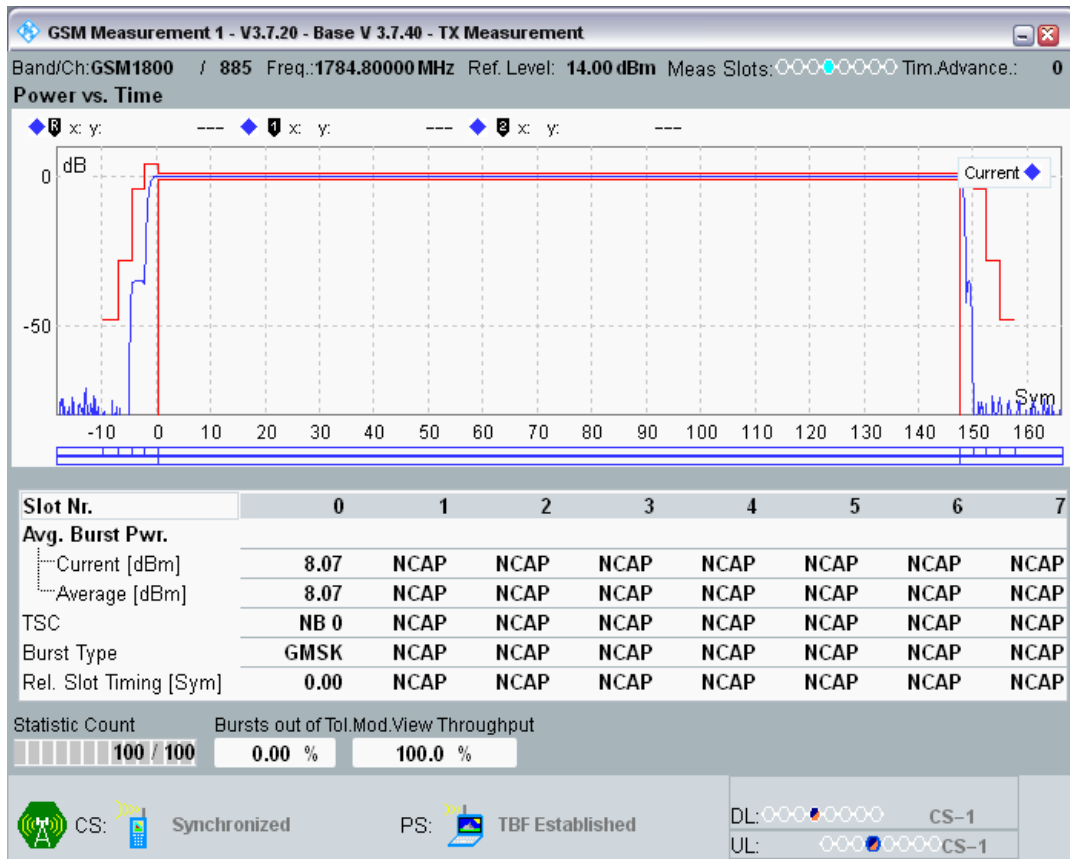 GSM Measurement 1 - V3.7.20 - Base V 3.7.40 - TX Measurement
Band/Ch:GSM1800 / 885 Freq.:1784.80000 MHz Ref. Level: 14.00 dBm Meas Slots: Tim.Advance.: 0
Power vs. Time
R x: y: --- 1 x: y: --- 2 x: y: ---
dB
Current
0
-50
Sym
-10 0 10 20 30 40 50 60 70 80 90 100 110 120 130 140 150 160
Slot Nr. 0 1 2 3 4 5 6 7
Avg. Burst Pwr.
Current [dBm] 8.07 NCAP NCAP NCAP NCAP NCAP NCAP NCAP
Average [dBm] 8.07 NCAP NCAP NCAP NCAP NCAP NCAP NCAP
TSC NB 0 NCAP NCAP NCAP NCAP NCAP NCAP NCAP
Burst Type GMSK NCAP NCAP NCAP NCAP NCAP NCAP NCAP
Rel. Slot Timing [Sym] 0.00 NCAP NCAP NCAP NCAP NCAP NCAP NCAP
Statistic Count Bursts out of Tol.Mod.View Throughput
100 / 100 0.00 % 100.0 %
CS: Synchronized PS: TBF Established
DL: CS-1
UL: CS-1